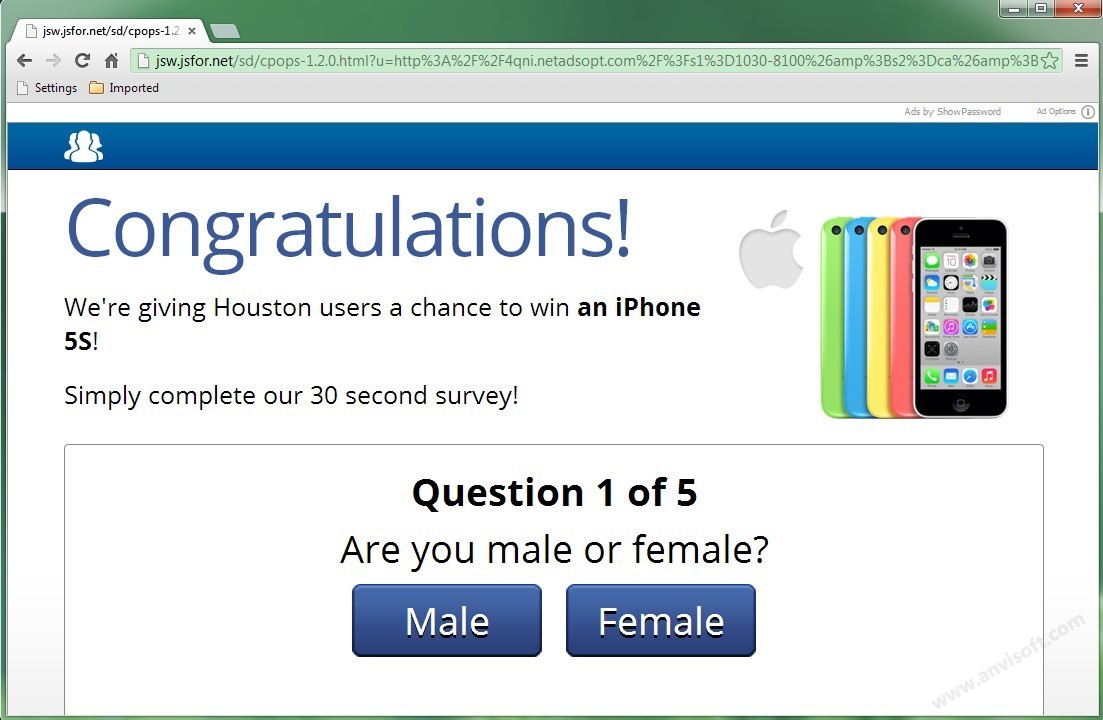 jsw.jsfor.net/sd/cpops-1.2
jsw.jsfor.net/sd/cpops-1.2.0.html?u=http%3A%2F%2F4qni.netadsopt.com%2F%3Fs1%3D1030-8100%26amp%3Bs2%3Dca%26amp%3B
Settings Imported
Ads by ShowPassword Ad Options
Congratulations!
We're giving Houston users a chance to win an iPhone
5S!
Simply complete our 30 second survey!
Question 1 of 5
Are you male or female?
Male Female
www.anvisoft.com